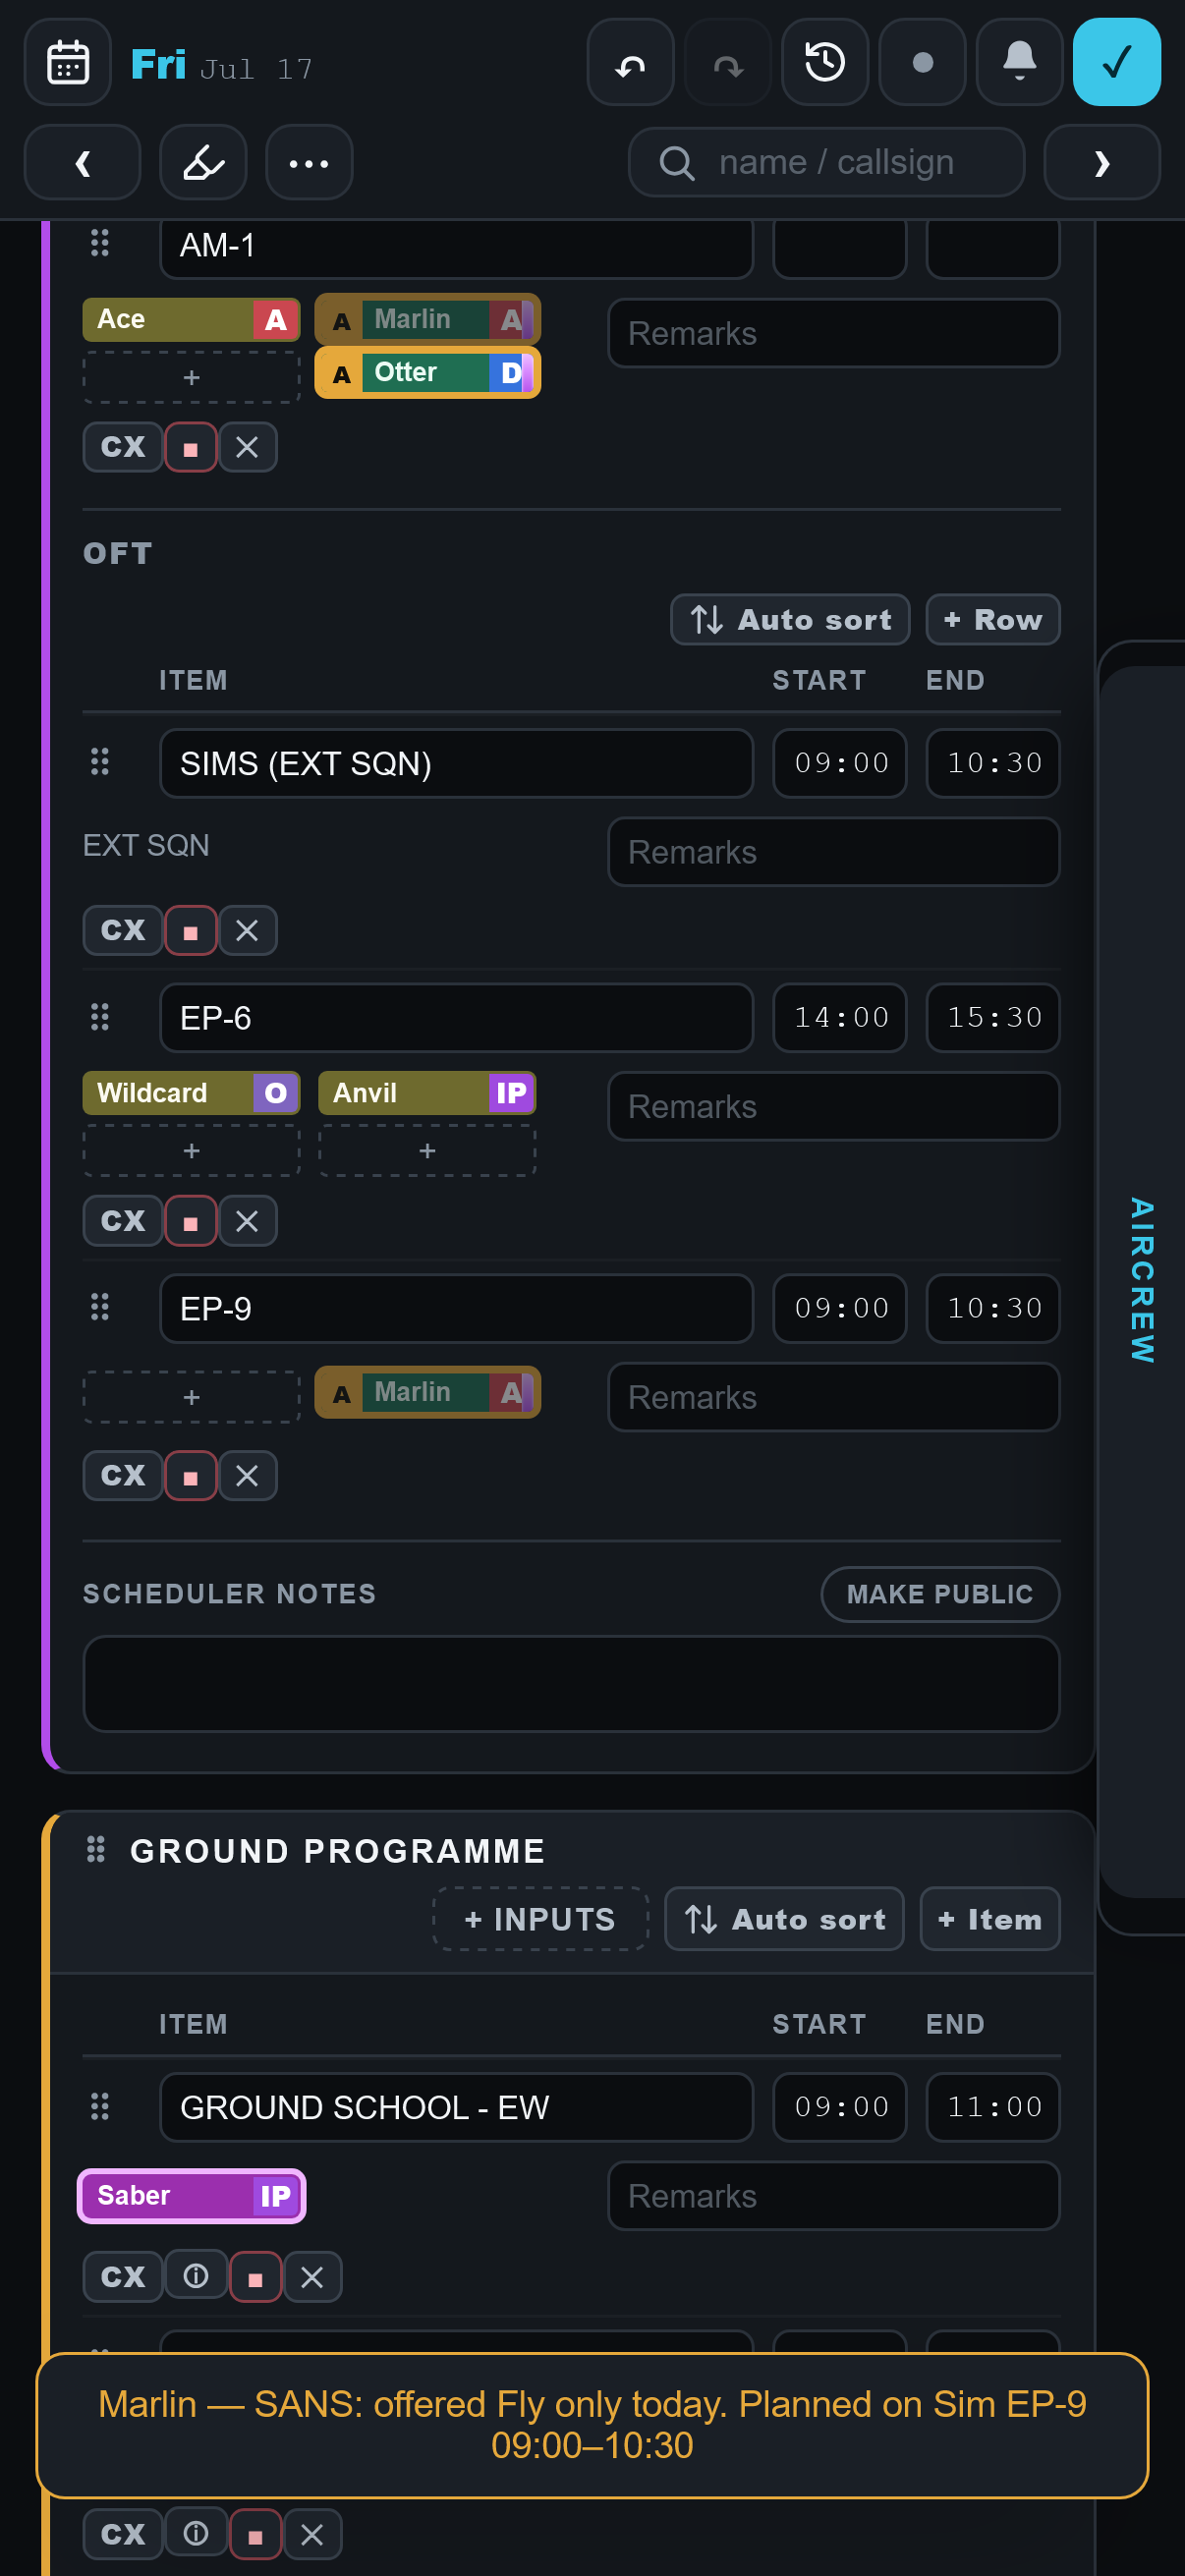 Fri Jul 17
name / callsign
AM-1
Ace A
A Marlin A
Remarks
+
A Otter D
CX
OFT
Auto sort
+ Row
ITEM START END
SIMS (EXT SQN) 09:00 10:30
EXT SQN
Remarks
CX
EP-6 14:00 15:30
Wildcard O
Anvil IP
Remarks
+ +
CX
EP-9 09:00 10:30
+
A Marlin A
Remarks
CX
SCHEDULER NOTES
MAKE PUBLIC
GROUND PROGRAMME
+ INPUTS
Auto sort
+ Item
ITEM START END
GROUND SCHOOL - EW 09:00 11:00
Saber IP
Remarks
CX
Marlin — SANS: offered Fly only today. Planned on Sim EP-9
09:00–10:30
CX
AIRCREW